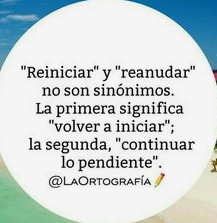 "Reiniciar" y "reanudar"
no son sinónimos.
La primera significa
"volver a iniciar";
la segunda, "continuar
lo pendiente".
@LaOrtografía